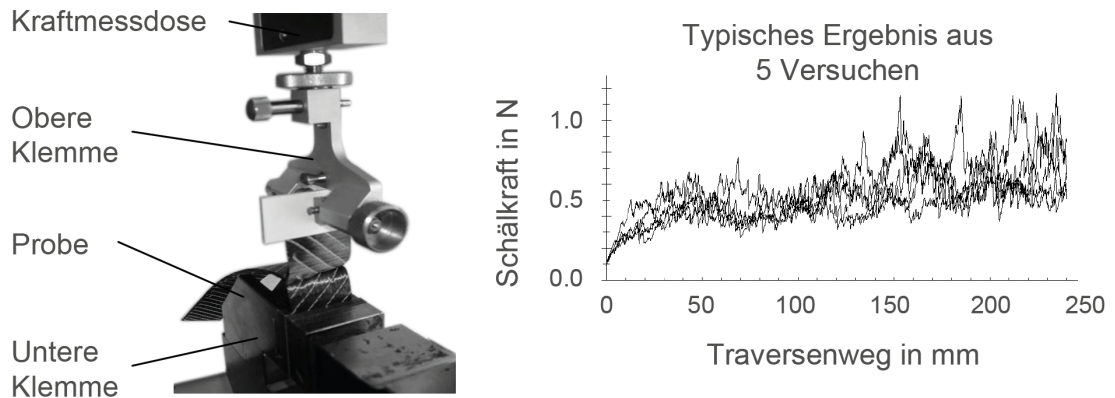 Kraftmessdose
Obere
Klemme
Probe
Untere
Klemme
Typisches Ergebnis aus
5 Versuchen
Schälkraft in N
1.0
0.5
0.0
0
50
100
150
200
250
Traversenweg in mm